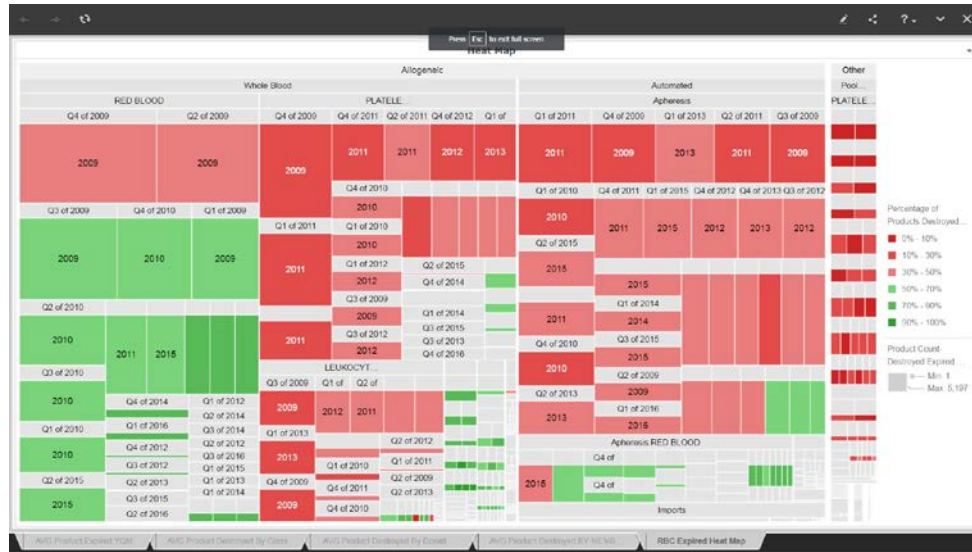 Press Esc to exit full screen
Heat Map
Allogeneic
Other
Whole Blood
Automated
Pool...
RED BLOOD
PLATELE...
Apheresis
PLATELE...
Q4 of 2009 Q2 of 2009 Q4 of 2009 Q4 of 2011 Q2 of 2011 Q4 of 2012 Q1 of Q1 of 2011 Q4 of 2009 Q1 of 2013 Q2 of 2011 Q3 of 2009
2009 2009 2009 2011 2011 2012 2013 2011 2009 2013 2011 2009
Q4 of 2010
2010
Q1 of 2010 Q4 of 2011 Q1 of 2015 Q4 of 2012 Q4 of 2013 Q3 of 2012
2010 2011 2015 2012 2013 2012
Q3 of 2009 Q4 of 2010 Q1 of 2009
2009 2010 2009
Q1 of 2011
2011
Q1 of 2010
2010
Q1 of 2012
2012
Q3 of 2009
2009
Q3 of 2012
2012
2011
Q2 of 2015
Q4 of 2014
Q1 of 2014
Q3 of 2015
Q4 of 2016
Q2 of 2015
2015
2011
Q4 of 2010
2010
Q2 of 2013
2013
2015
Q1 of 2014
2014
Q3 of 2015
2015
Q2 of 2009
2009
Q1 of 2016
2016
Q2 of 2010
2010 2011 2015
Q3 of 2010
2010
Q1 of 2010
2010
Q2 of 2015
2015
Q4 of 2014
Q1 of 2016
Q4 of 2012
Q3 of 2012
Q2 of 2013
Q3 of 2015
Q2 of 2016
Q1 of 2012
Q2 of 2014
Q3 of 2014
Q2 of 2012
Q3 of 2016
Q1 of 2015
Q1 of 2013
Q1 of 2014
LEUKOCYT...
Q3 of 2009 Q1 of Q2 of
2009 2012 2011
Q1 of 2013
2013
Q4 of 2009
2009
Q1 of 2010
Q4 of 2011
Q4 of 2010
Q2 of 2012
Q1 of 2011
Q2 of 2009
Q2 of 2013
Apheresis RED BLOOD
2015
Q4 of
Q4 of
Imports
Percentage of
Products Destroyed...
0% - 10%
10% - 30%
30% - 50%
50% - 70%
70% - 90%
90% - 100%
Product Count-
Destroyed Expired...
Min 1
Max 5,197
AVG Product Expired YQM
AVG Product Destroyed By Class
AVG Product Destroyed By Donati
AVG Product Destroyed BY NEWB
RBC Expired Heat Map